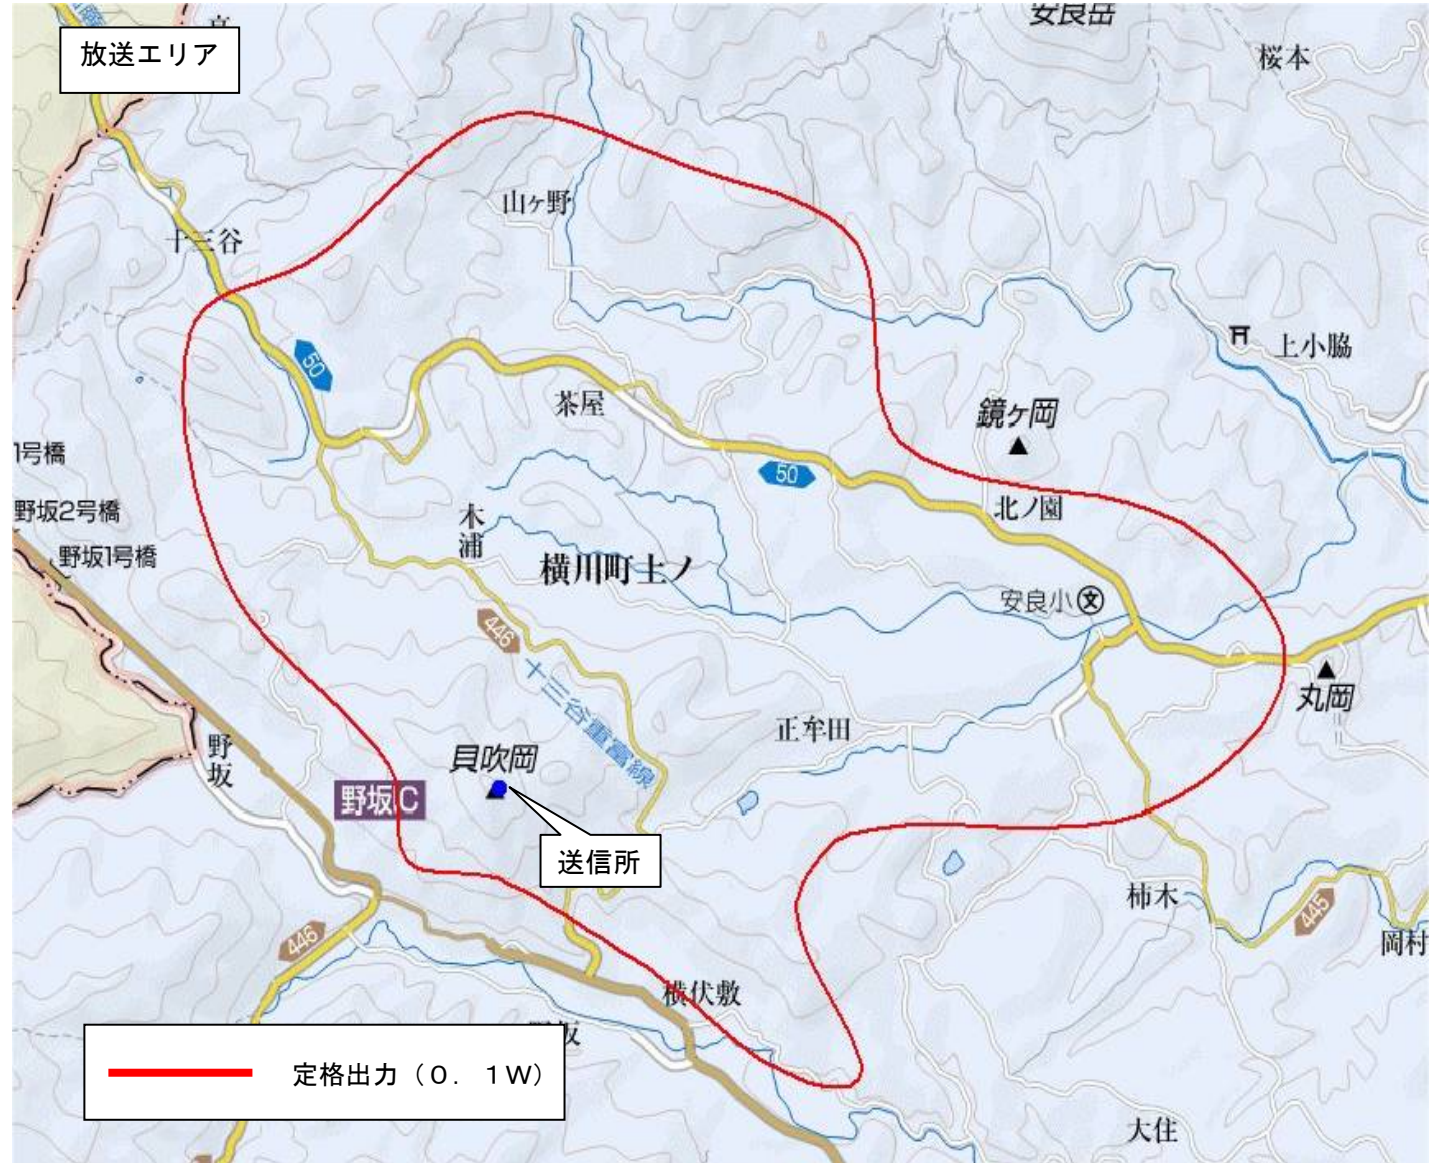 放送エリア
安良岳
桜本
山ヶ野
十三谷
上小脇
50
茶屋
鏡ヶ岡
1号橋
50
野坂2号橋
木浦
北ノ園
野坂1号橋
横川町上ノ
安良小
文
446
十三谷重富線
丸岡
正牟田
野坂
貝吹岡
野坂IC
送信所
柿木
445
446
岡村
横伏敷
定格出力（０．１W）
大住